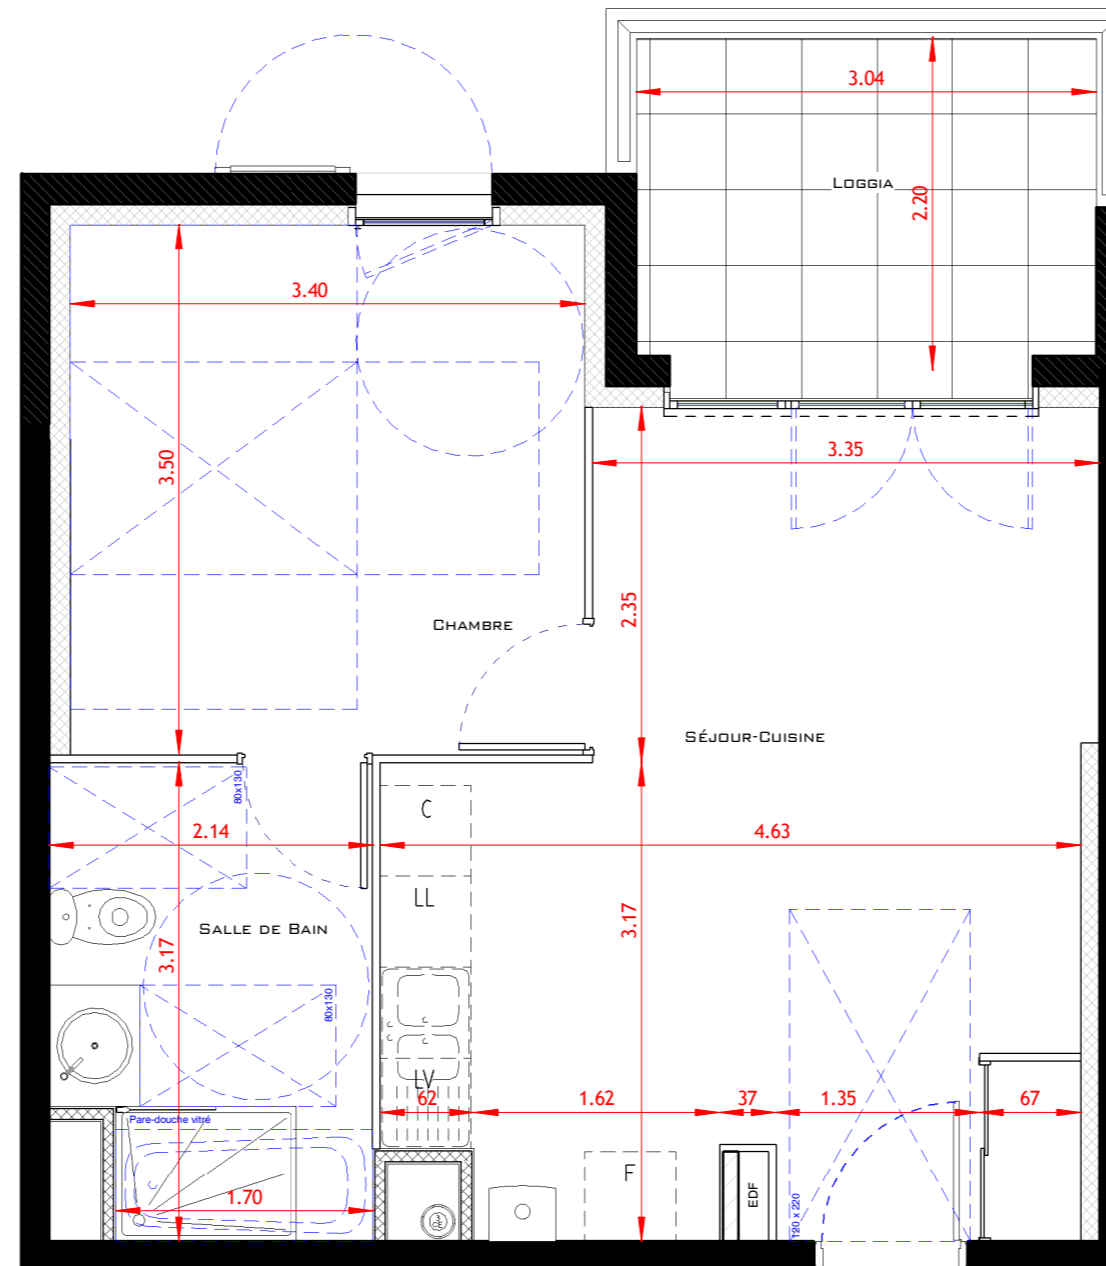 3.04
Loggia
2.20
3.40
3.50
3.35
2.35
Chambre
Séjour-Cuisine
80x130
C
2.14
4.63
LL
3.17
Salle de Bain
3.17
80x130
LV
62
1.62
37
1.35
67
Pare-douche vitré
F
EDF
1.70
120 x 220